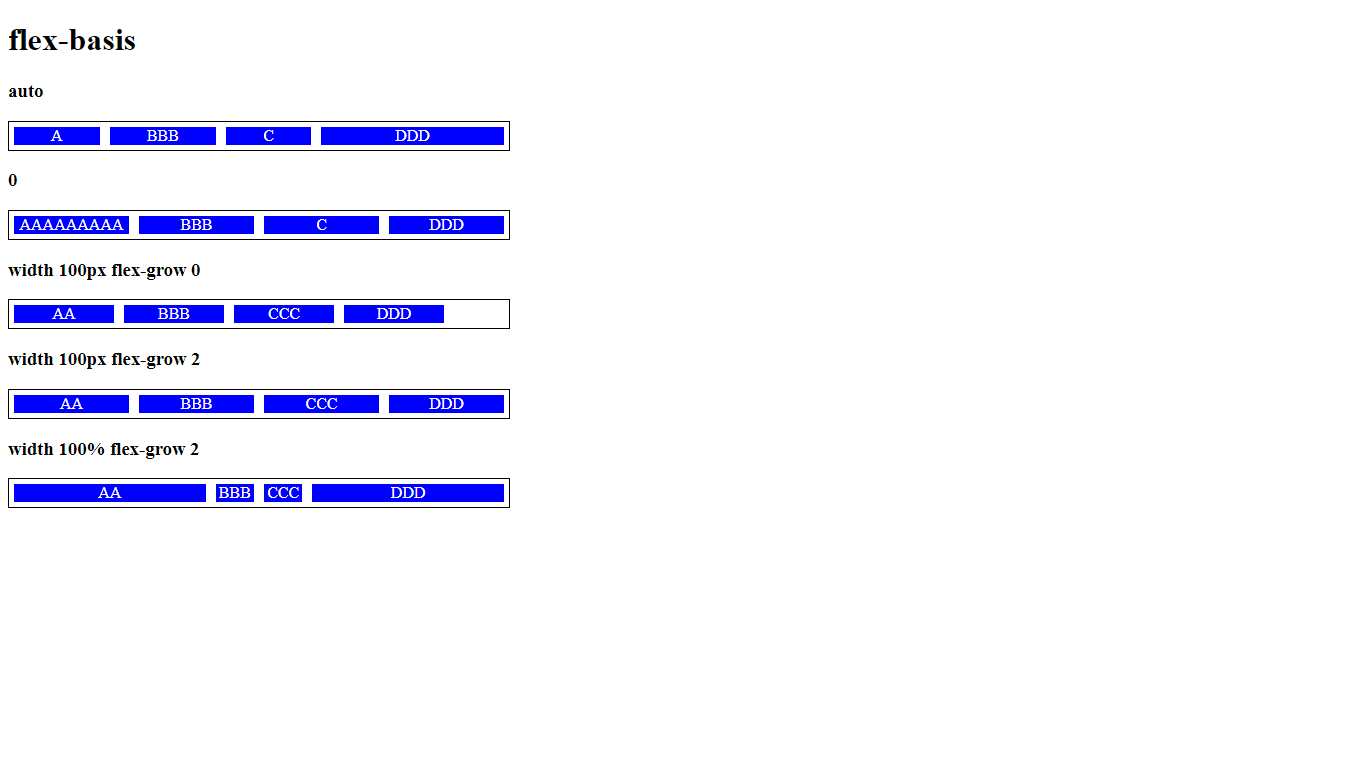 flex-basis
auto
A BBB C DDD
0
AAAAAAAAA BBB C DDD
width 100px flex-grow 0
AA BBB CCC DDD
width 100px flex-grow 2
AA BBB CCC DDD
width 100% flex-grow 2
AA BBB CCC DDD